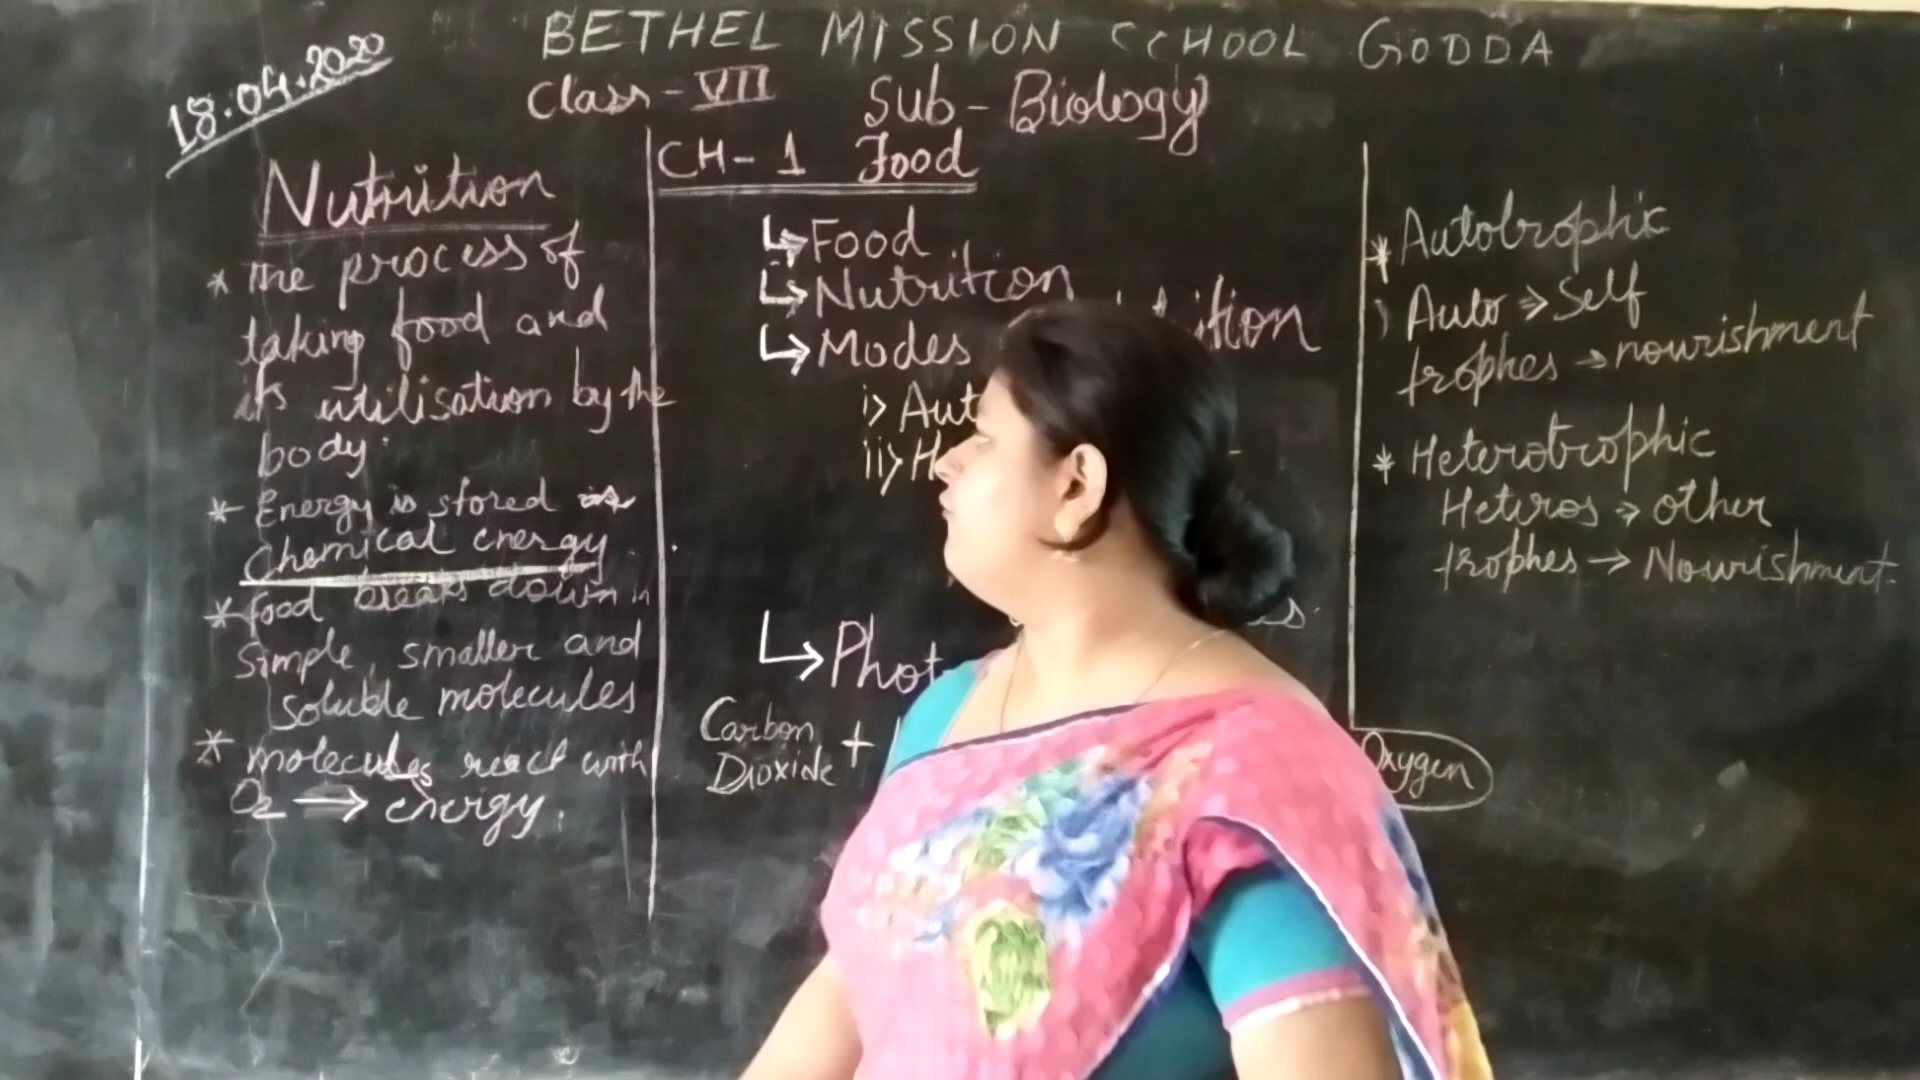 BETHEL MISSION SCHOOL GODDA
18.04.2020
Class - VII Sub - Biology
Nutrition
* The process of
taking food and
its utilisation by the
body.
* Energy is stored as
Chemical energy
* food breaks down in
Simple, smaller and
Soluble molecules
* molecules react with
O2 → energy.
CH - 1 Food
↳ Food
↳ Nutrition
↳ Modes
i>
ii>
↳
Carbon
Dioxide +
Oxygen
* Autotrophic
Auto ⇒ Self
trophes → nourishment
* Heterotrophic
Heteros → other
trophes → Nourishment.